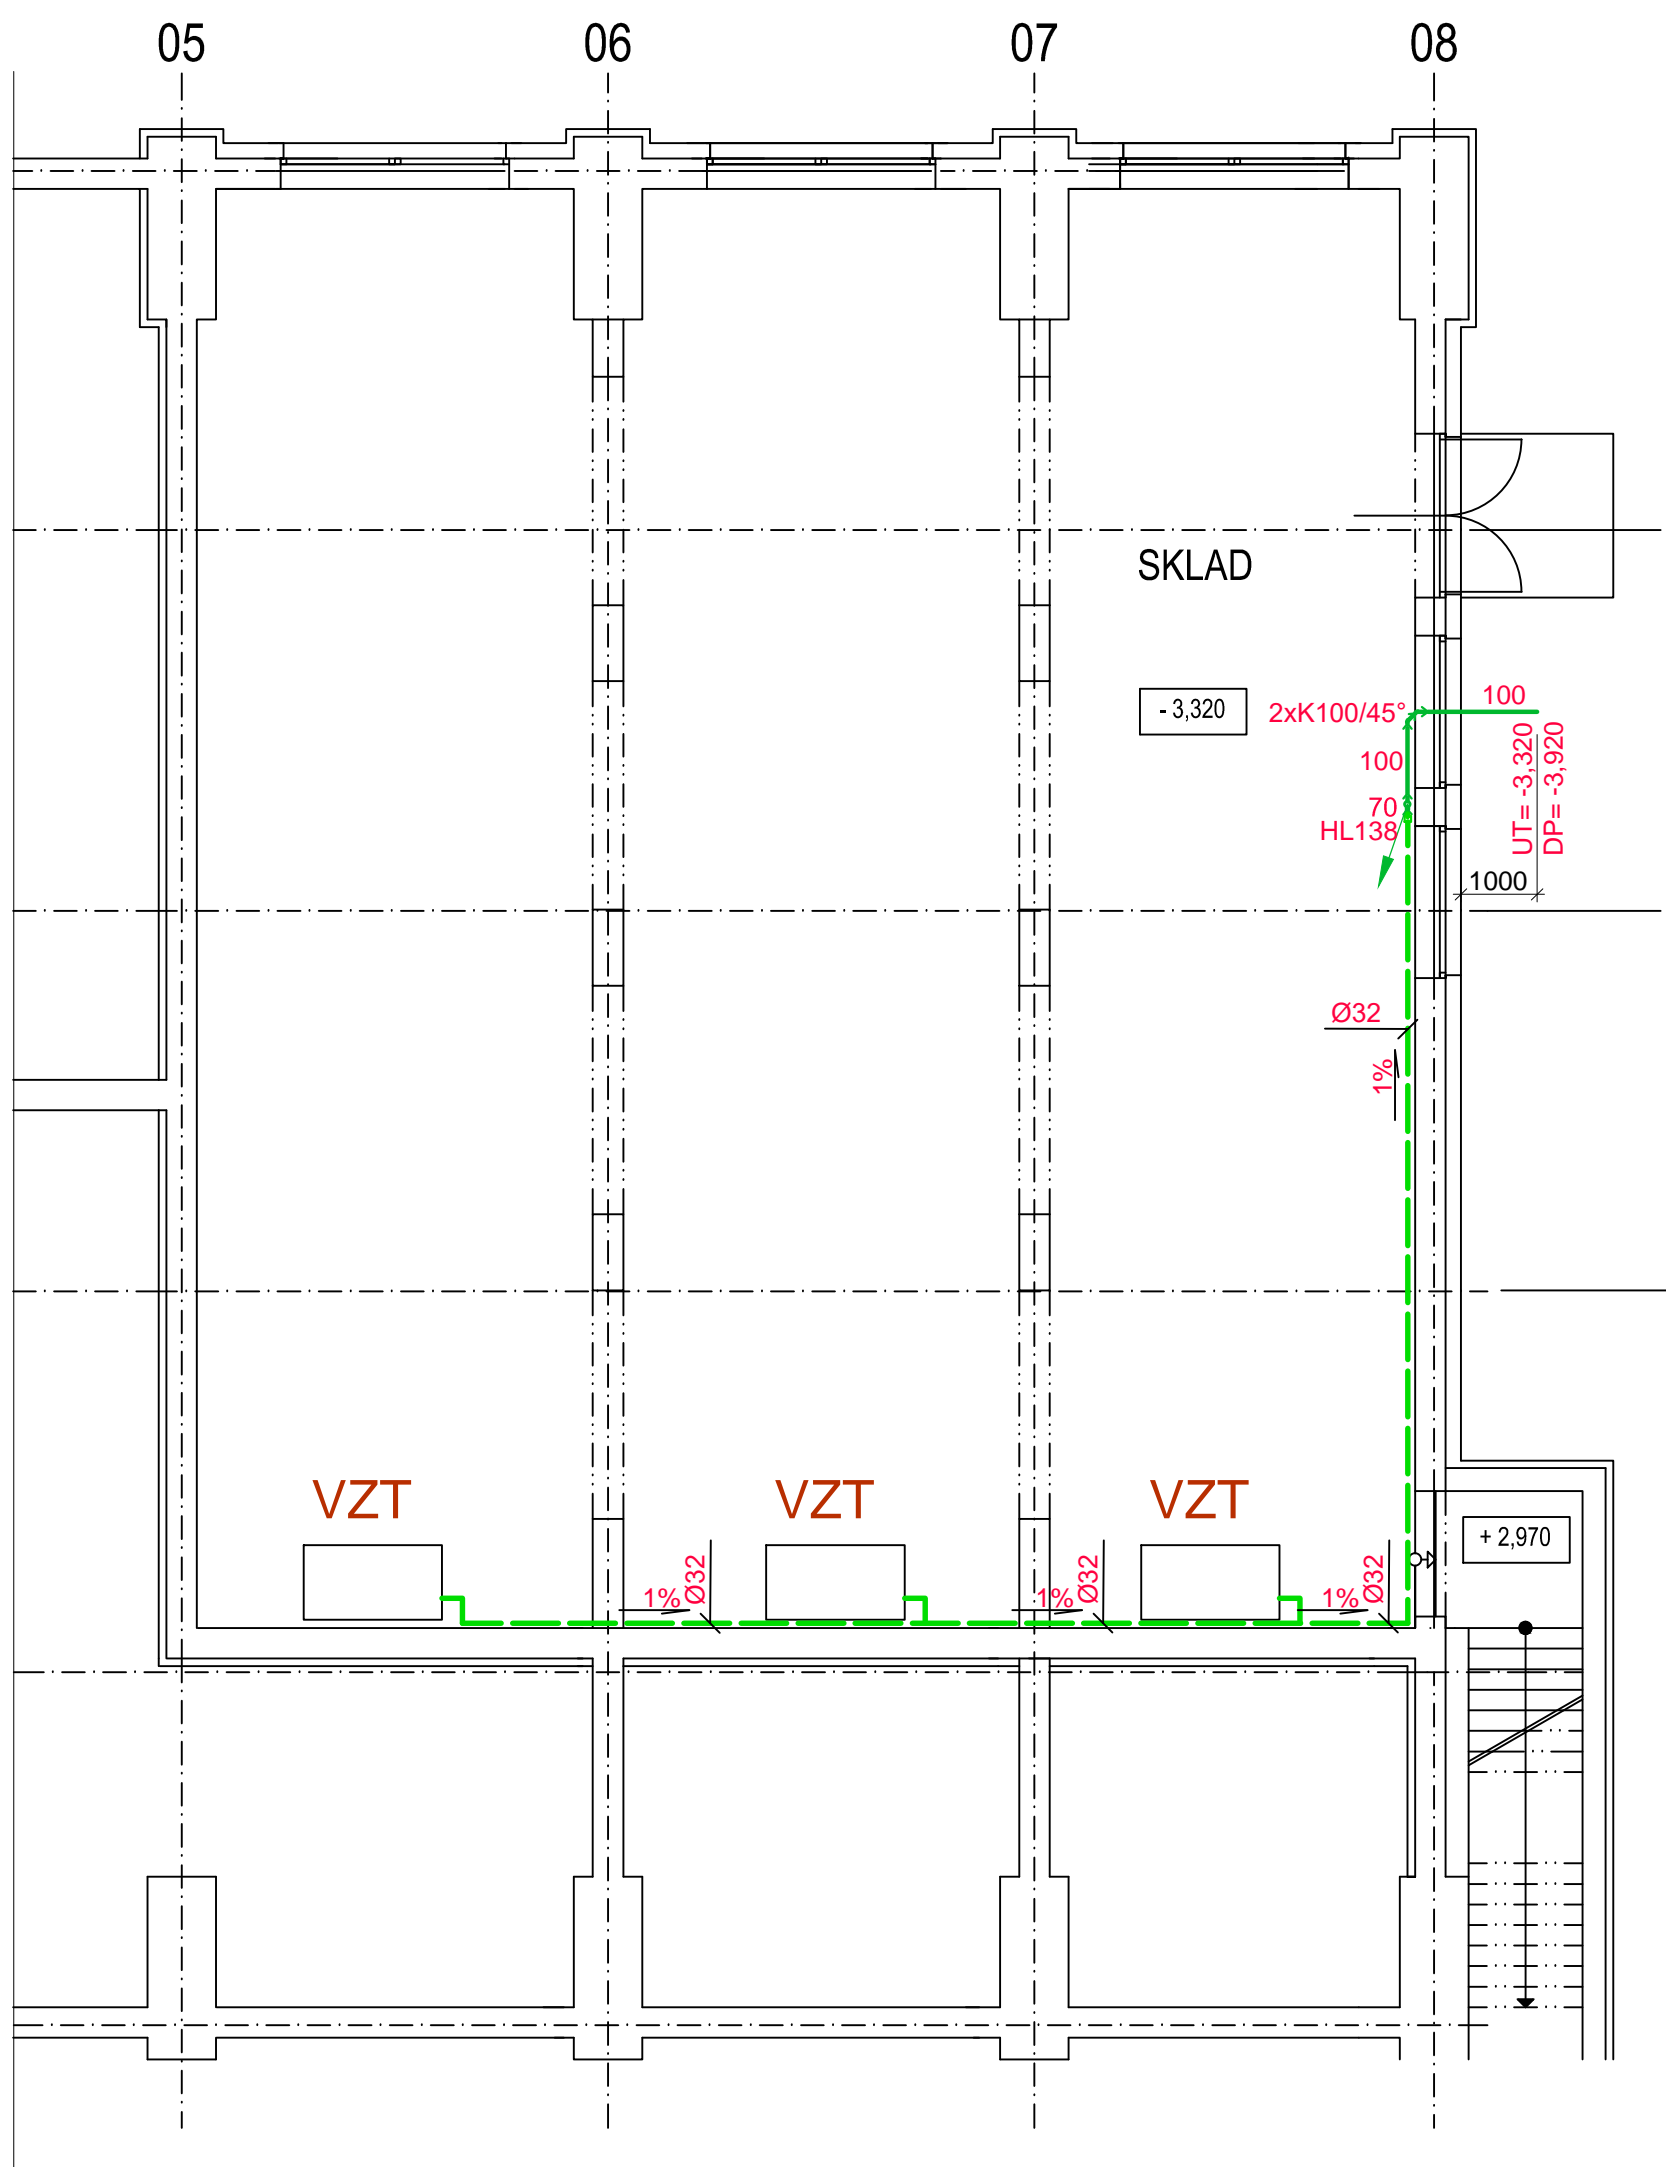 05 06 07 08
SKLAD
- 3,320
2xK100/45°
100
100
70
HL138
UT= -3,320
DP= -3,920
1000
Ø32
1%
VZT VZT VZT
+ 2,970
1% Ø32
1% Ø32
1% Ø32